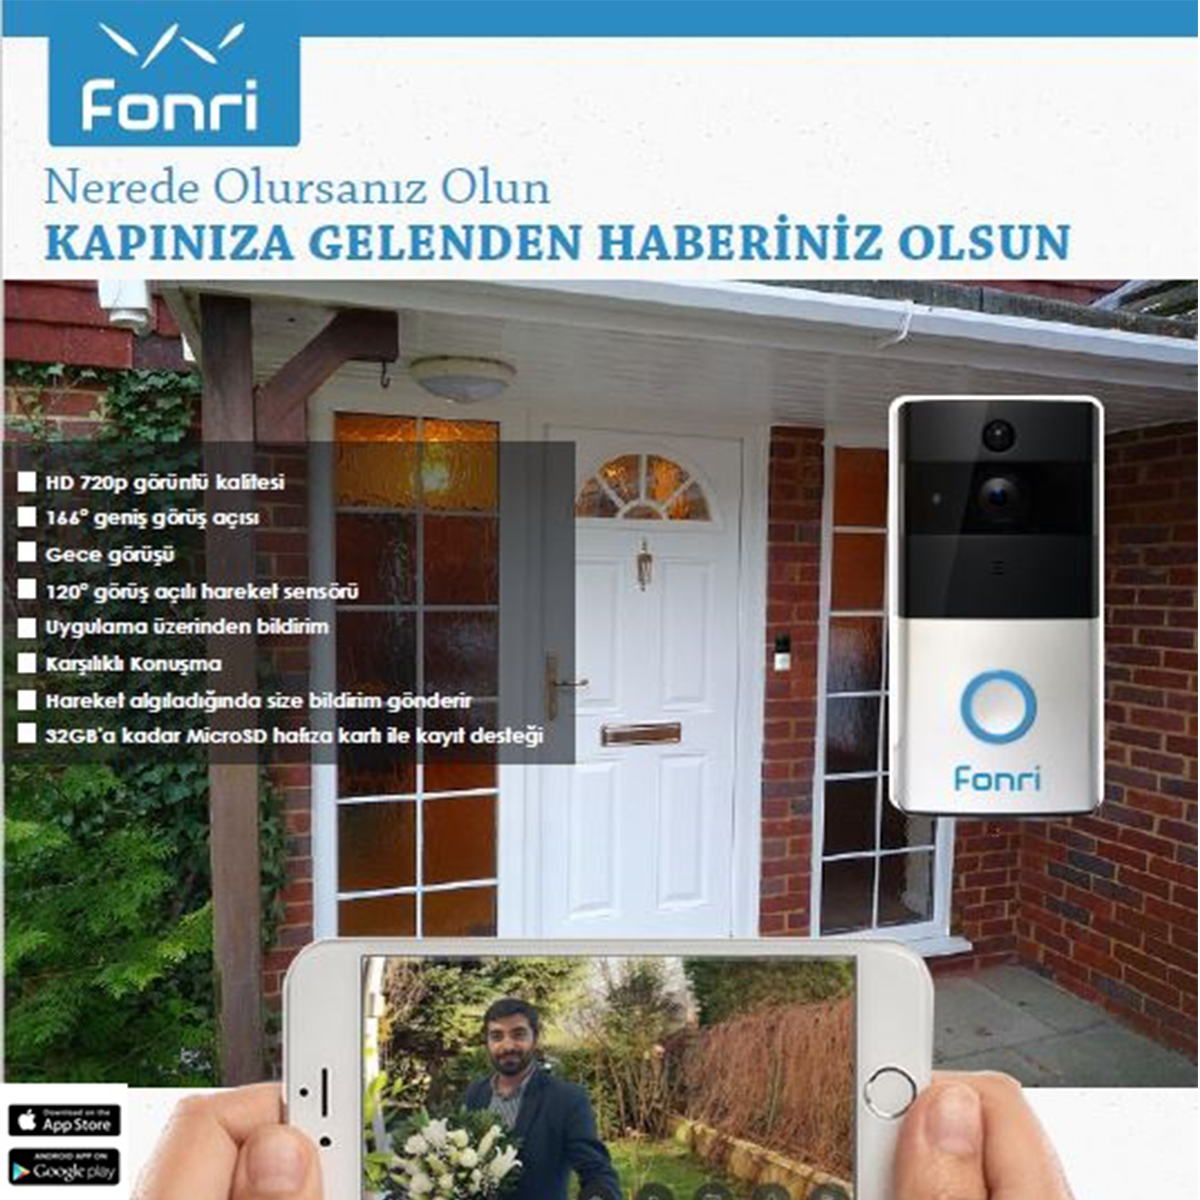 Fonri
Nerede Olursanız Olun
KAPINIZA GELENDEN HABERİNİZ OLSUN
HD 720p görüntü kalitesi
166° geniş görüş açısı
Gece görüşü
120° görüş açılı hareket sensörü
Uygulama üzerinden bildirim
Karşılıklı Konuşma
Hareket algıladığında size bildirim gönderir
32GB'a kadar MicroSD hafıza kartı ile kayıt desteği
Fonri
Download on the
App Store
ANDROID APP ON
Google play